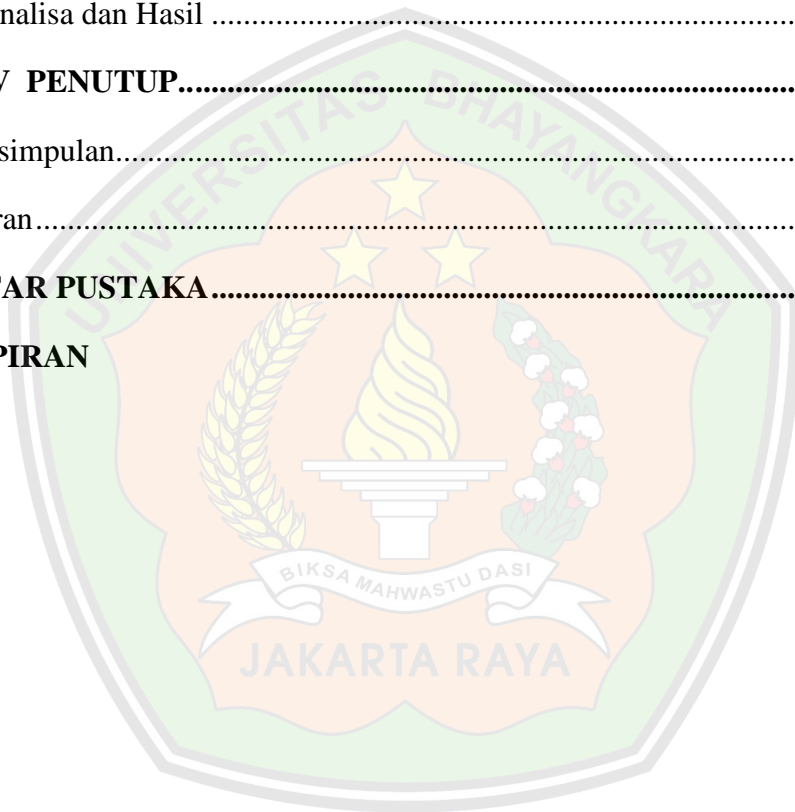 nalisa dan Hasil ........................................................................................
V PENUTUP........................................................................................
simpulan........................................................................................
ran........................................................................................
AR PUSTAKA........................................................................................
PIRAN
UNIVERSITAS BHAYANGKARA
BIKSA MAHWASTU DASI
JAKARTA RAYA